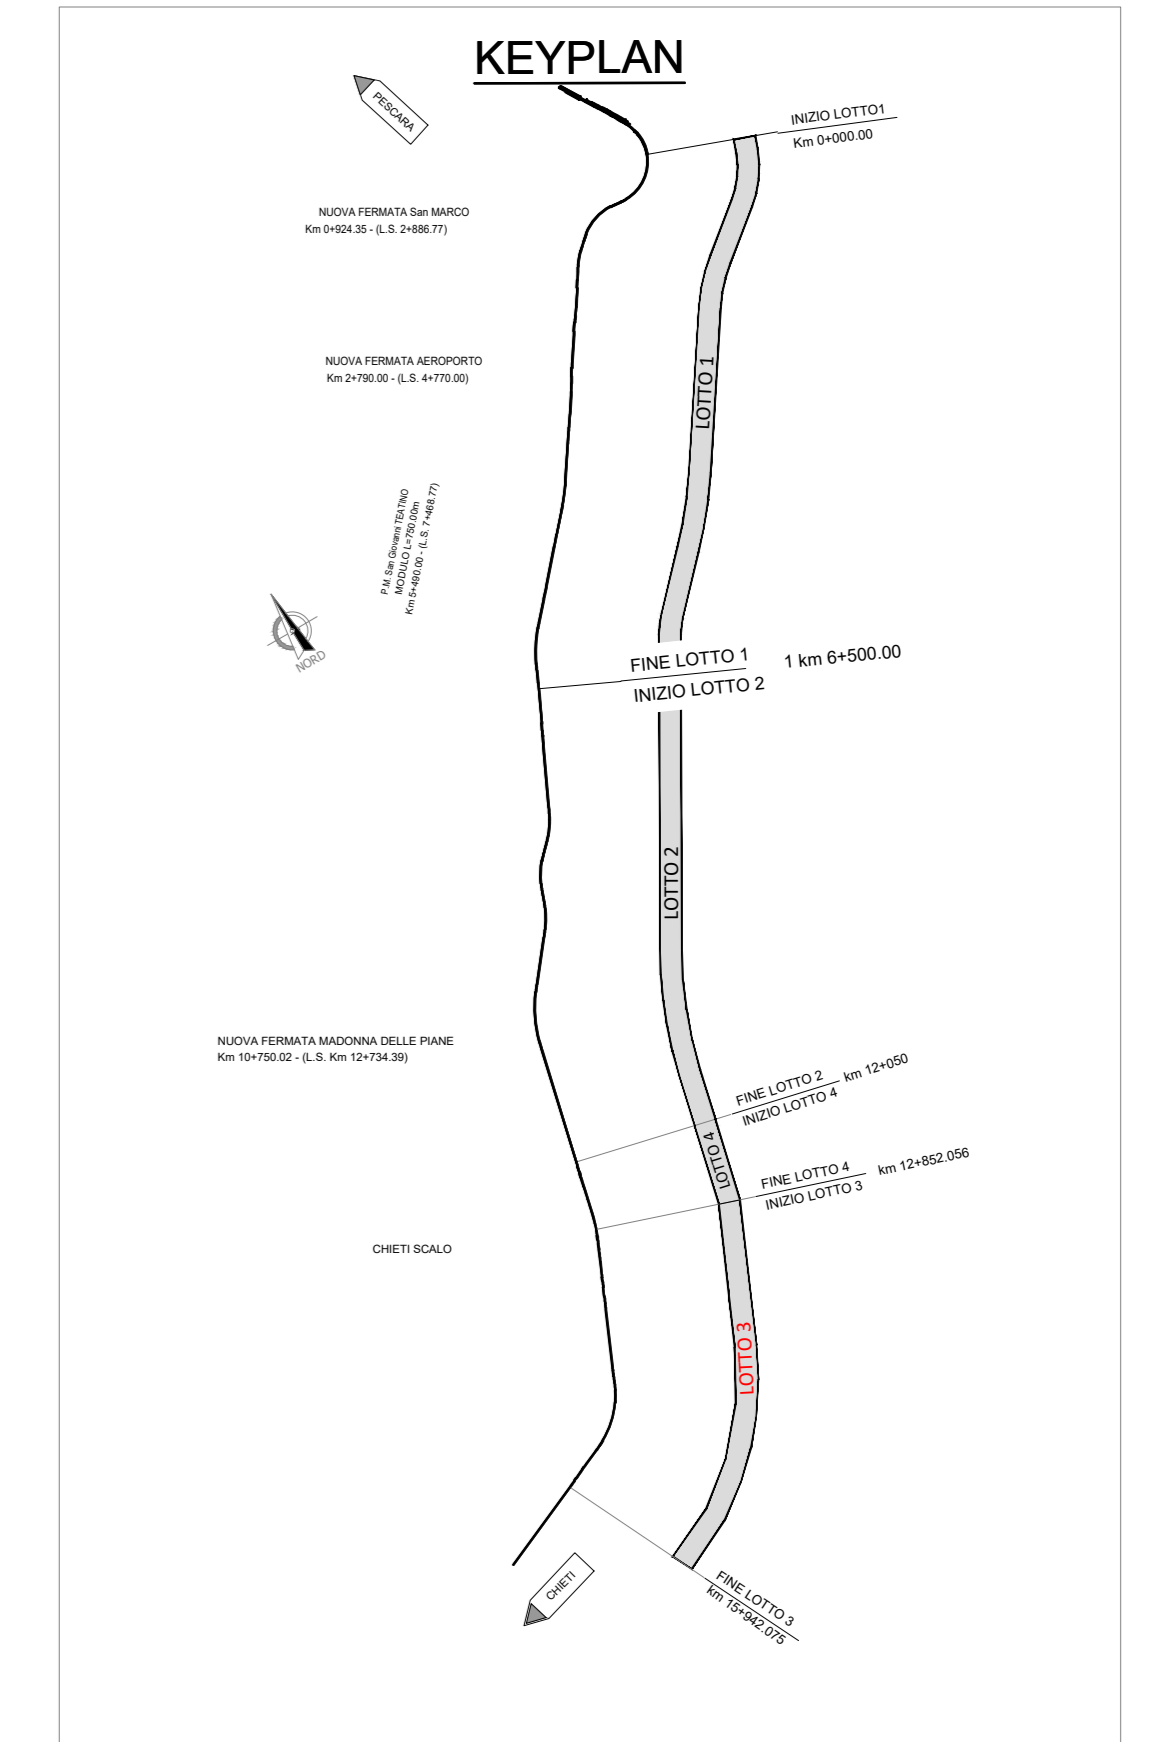 KEYPLAN
PESCARA
INIZIO LOTTO1
Km 0+000.00
NUOVA FERMATA San MARCO
Km 0+924.35 - (L.S. 2+886.77)
NUOVA FERMATA AEROPORTO
Km 2+790.00 - (L.S. 4+770.00)
LOTTO 1
P.M. San Giovanni TEATINO
MODULO L=750.00m
Km 5+490.00 - (L.S. 7+468.77)
NORD
FINE LOTTO 1
1 km 6+500.00
INIZIO LOTTO 2
LOTTO 2
NUOVA FERMATA MADONNA DELLE PIANE
Km 10+750.02 - (L.S. Km 12+734.39)
FINE LOTTO 2
km 12+050
INIZIO LOTTO 4
LOTTO 4
FINE LOTTO 4
km 12+852.056
INIZIO LOTTO 3
CHIETI SCALO
LOTTO 3
CHIETI
FINE LOTTO 3
km 15+942.075